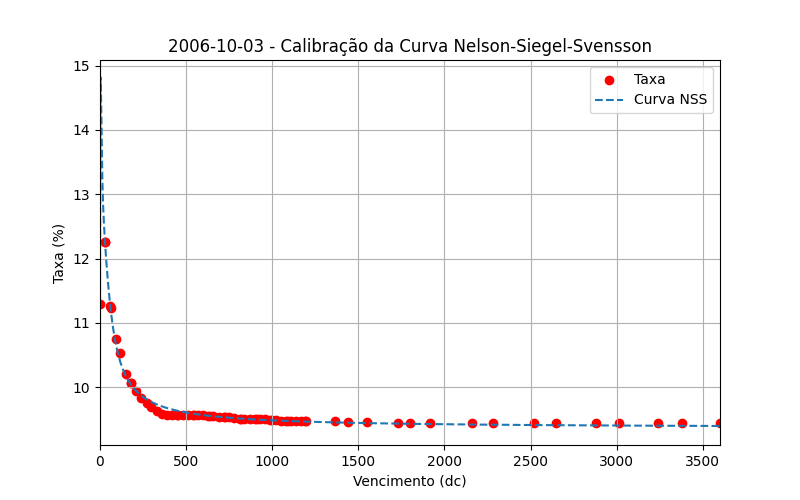 2006-10-03 - Calibração da Curva Nelson-Siegel-Svensson
Taxa
Curva NSS
Taxa (%)
15
14
13
12
11
10
0 500 1000 1500 2000 2500 3000 3500
Vencimento (dc)